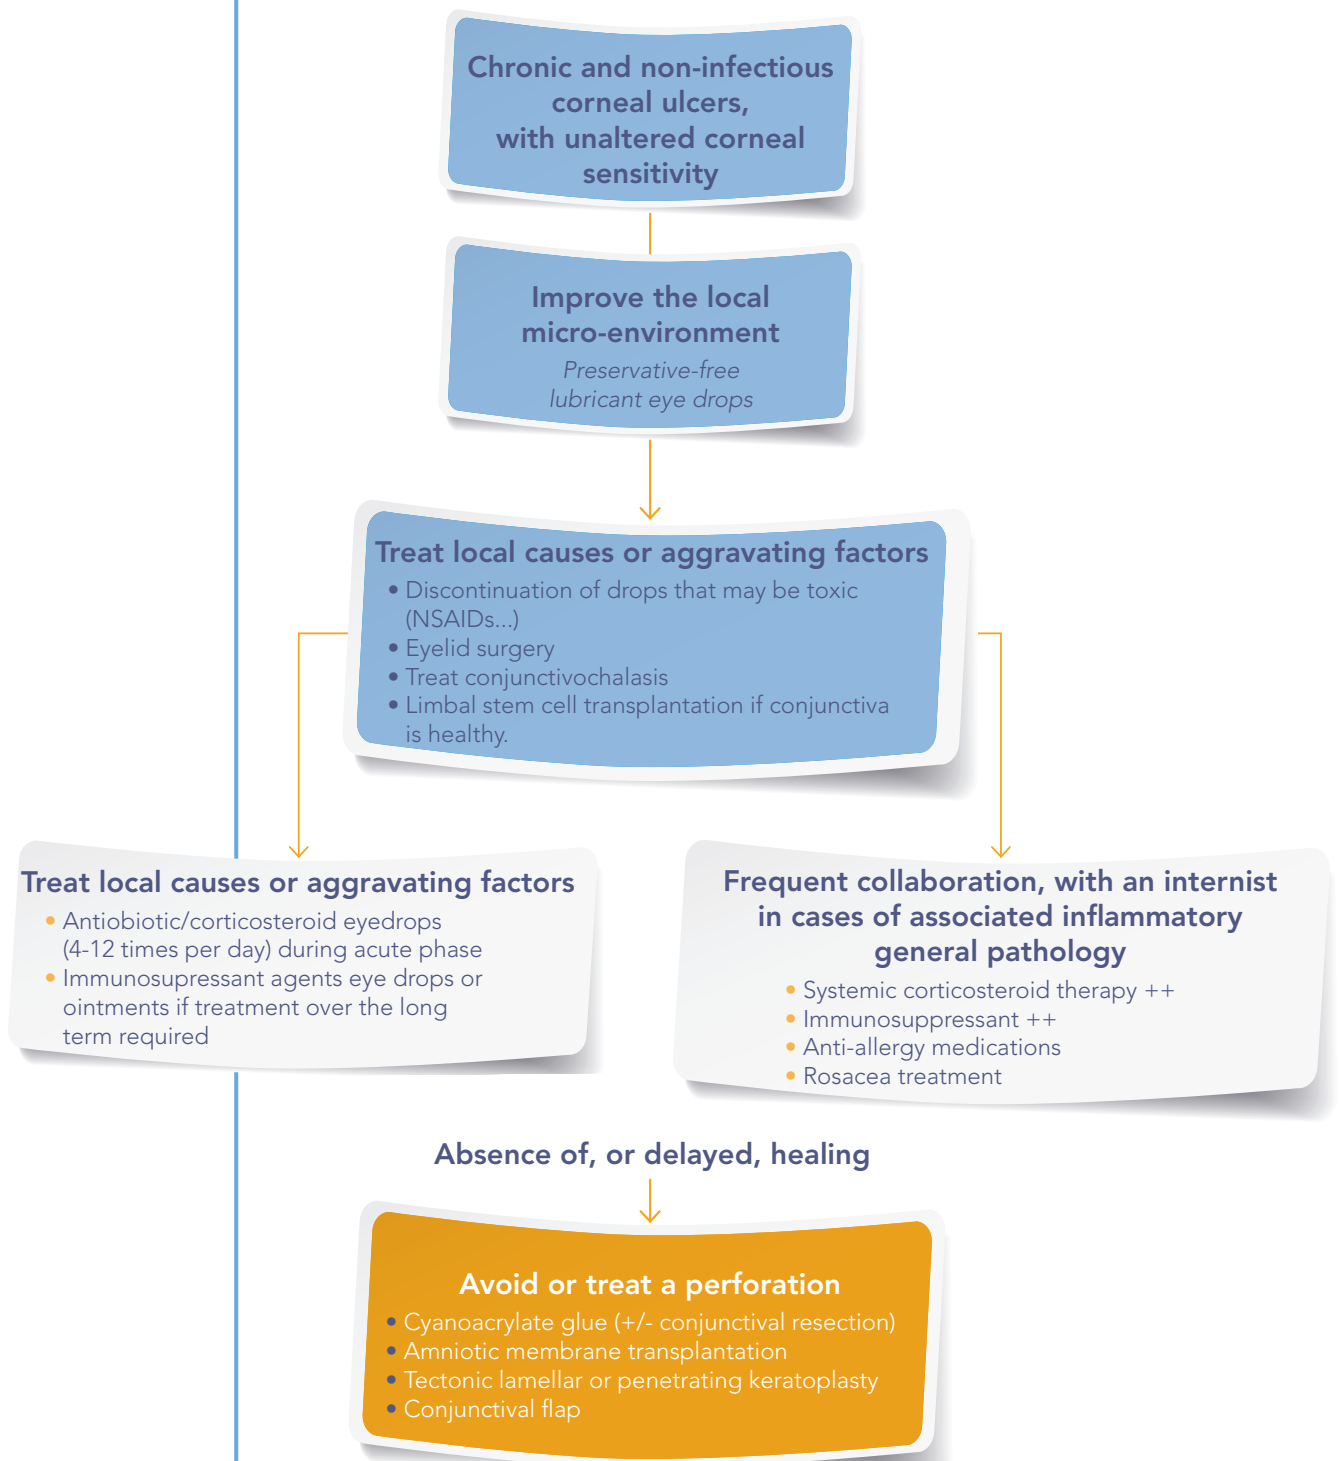 Chronic and non-infectious
corneal ulcers,
with unaltered corneal
sensitivity
Improve the local
micro-environment
Preservative-free
lubricant eye drops
Treat local causes or aggravating factors
• Discontinuation of drops that may be toxic
(NSAIDs...)
• Eyelid surgery
• Treat conjunctivochalasis
• Limbal stem cell transplantation if conjunctiva
is healthy.
Treat local causes or aggravating factors
• Antiobiotic/corticosteroid eyedrops
(4-12 times per day) during acute phase
• Immunosupressant agents eye drops or
ointments if treatment over the long
term required
Frequent collaboration, with an internist
in cases of associated inflammatory
general pathology
• Systemic corticosteroid therapy ++
• Immunosuppressant ++
• Anti-allergy medications
• Rosacea treatment
Absence of, or delayed, healing
Avoid or treat a perforation
• Cyanoacrylate glue (+/- conjunctival resection)
• Amniotic membrane transplantation
• Tectonic lamellar or penetrating keratoplasty
• Conjunctival flap